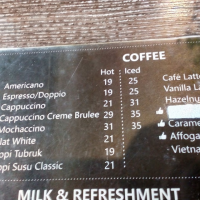 COFFEE
Hot Iced
Americano 19 25
Espresso/Doppio 19 25
Cappuccino 21 31
Cappuccino Creme Brulee 29 35
Mochaccino 31 35
lat White 21
opi Tubruk 19
opi Susu Classic 21
Café Latte
Vanilla La
Hazelnu
Carame
Affoga
Vietna
MILK & REFRESHMENT